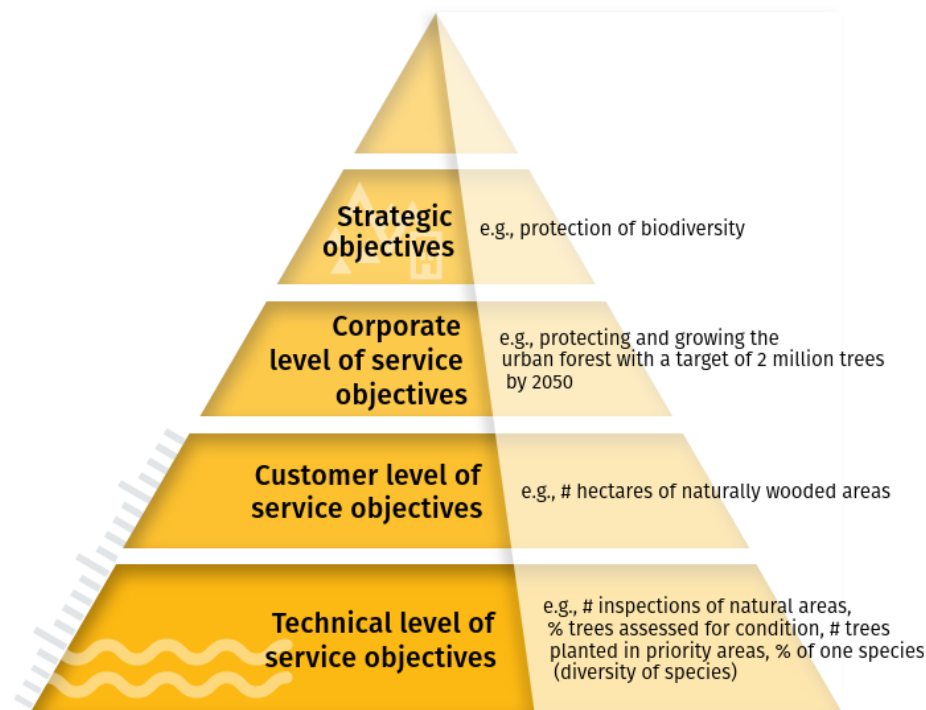 Strategic
objectives
e.g., protection of biodiversity
Corporate
level of service
objectives
e.g., protecting and growing the
urban forest with a target of 2 million trees
by 2050
Customer level of
service objectives
e.g., # hectares of naturally wooded areas
Technical level of
service objectives
e.g., # inspections of natural areas,
% trees assessed for condition, # trees
planted in priority areas, % of one species
(diversity of species)